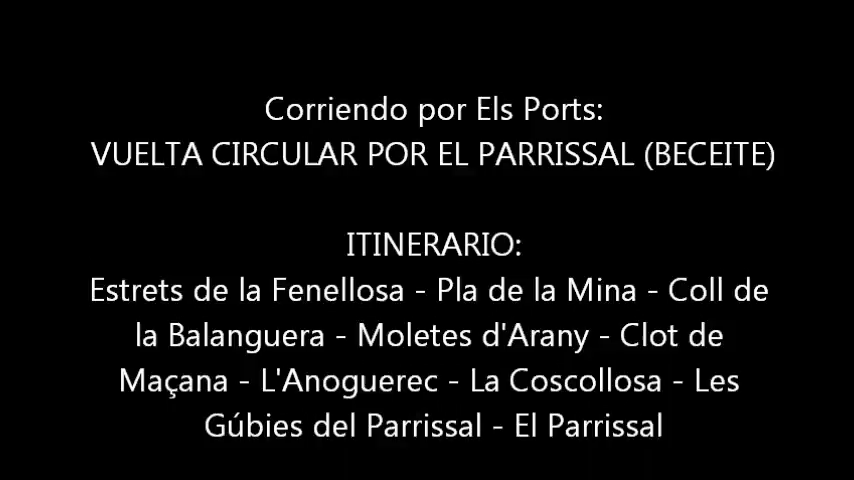 Corriendo por Els Ports:
VUELTA CIRCULAR POR EL PARRISSAL (BECEITE)
ITINERARIO:
Estrets de la Fenellosa - Pla de la Mina - Coll de
la Balanguera - Moletes d'Arany - Clot de
Maçana - L'Anoguerec - La Coscollosa - Les
Gúbies del Parrissal - El Parrissal